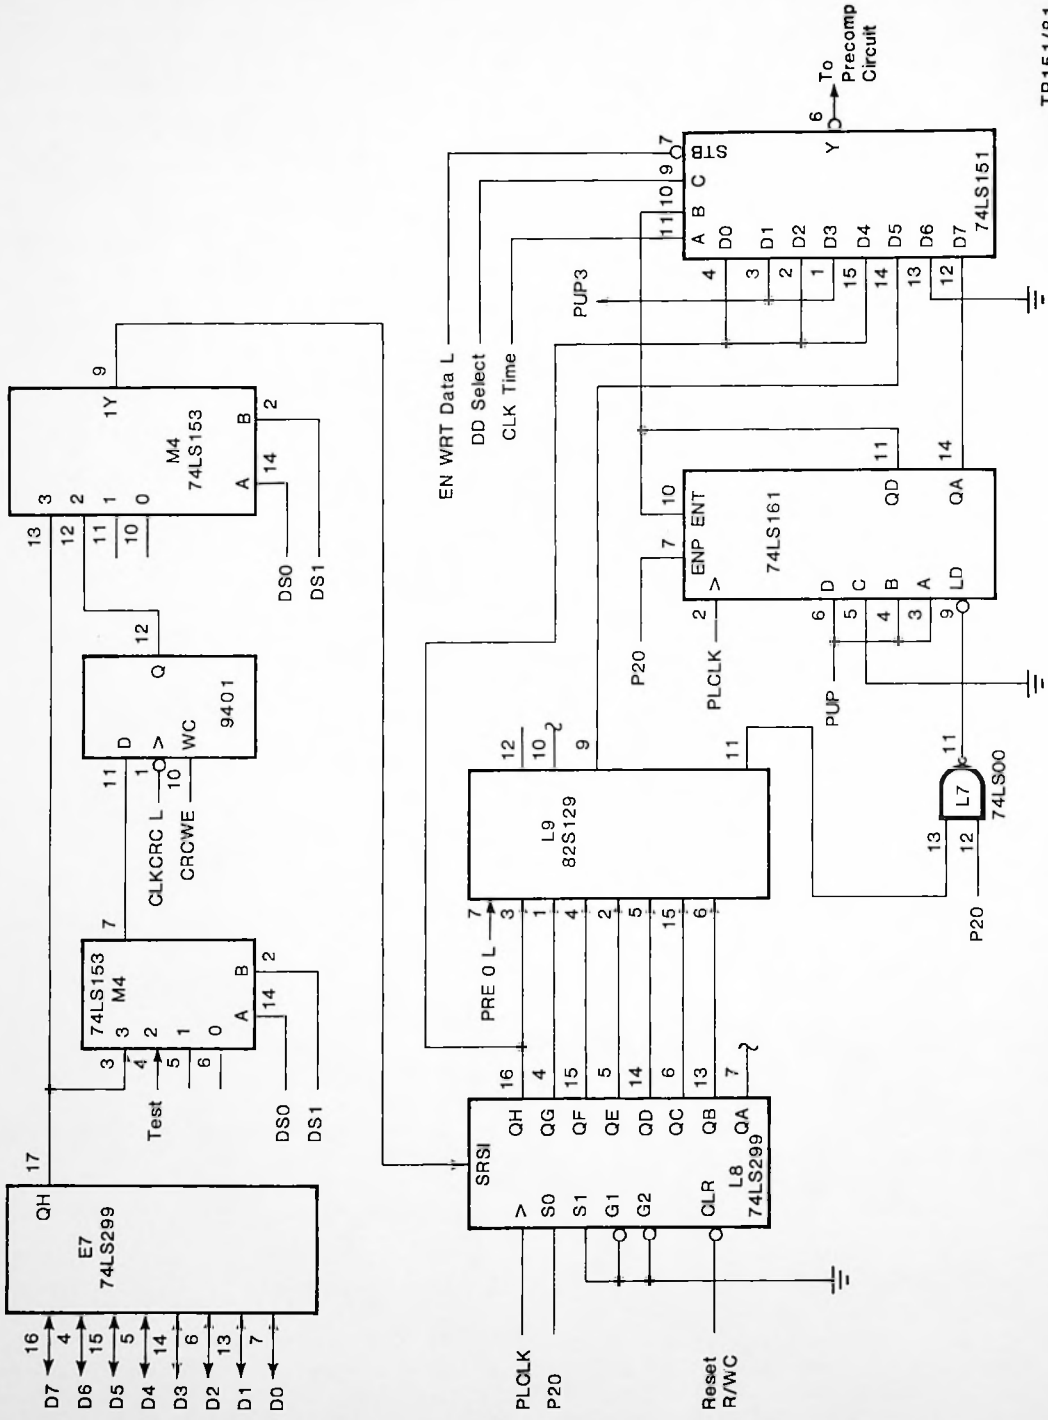 D7 16
D6 4
D5 15
D4 5
D3 14
D2 6
D1 13
D0 7
E7
74LS299
QH 17
Test
3 3
4 2
5 1
6 0
74LS153
M4
A 14
B 2
DS0
DS1
7
11 D
CLKCRC L 1 >
CRCWE 10 WC
9401
Q 12
13 3
12 2
11 1
10 0
M4
74LS153
A 14
B 2
DS0
DS1
1Y 9
PLCLK >
P20 S0
S1
G1
G2
Reset
R/WC
CLR
SRSI
L8
74LS299
QH 16
QG 4
QF 15
QE 5
QD 14
QC 6
QB 13
QA 7
PRE 0 L 7
3
1
4
2
5
15
6
L9
82S129
12
10
9
11
13
12
P20
L7
74LS00
11
P20
7 ENP
10 ENT
PLCLK
2 >
PUP
6 D
5 C
4 B
3 A
9 LD
74LS161
QD 11
QA 14
EN WRT Data L
DD Select
CLK Time
PUP3
11 A
10 B
9 C
7 STB
4 D0
3 D1
2 D2
1 D3
15 D4
14 D5
13 D6
12 D7
74LS151
Y 6
To
Precomp
Circuit